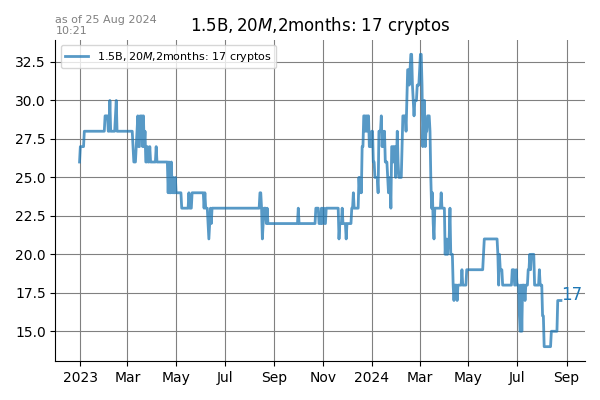 as of 25 Aug 2024
10:21
1.5B, 20M,2months: 17 cryptos
1.5B, 20M,2months: 17 cryptos
32.5
30.0
27.5
25.0
22.5
20.0
17.5
15.0
17
2023 Mar May Jul Sep Nov 2024 Mar May Jul Sep